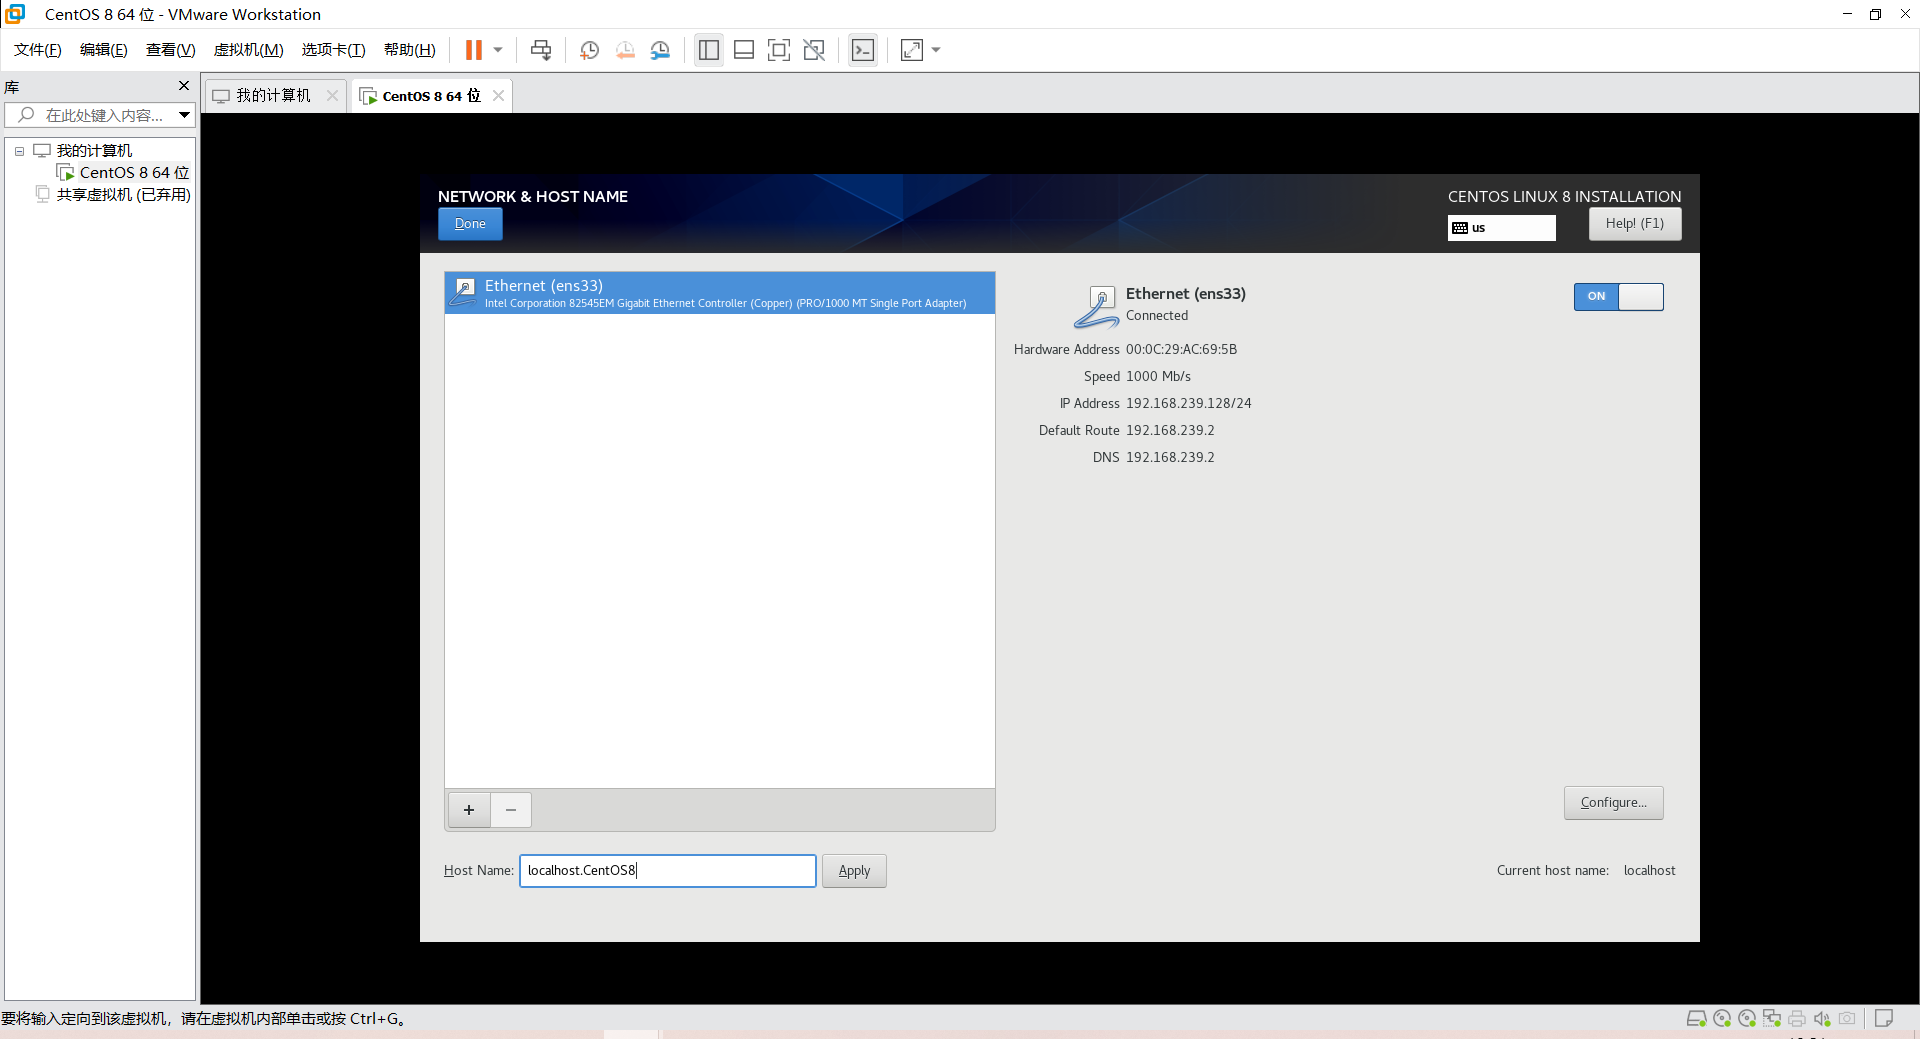 CentOS 8 64 位 - VMware Workstation
文件(F) 编辑(E) 查看(V) 虚拟机(M) 选项卡(T) 帮助(H)
库
在此处键入内容...
我的计算机
CentOS 8 64 位
共享虚拟机 (已弃用)
我的计算机
CentOS 8 64 位
NETWORK & HOST NAME
Done
CENTOS LINUX 8 INSTALLATION
us
Help! (F1)
Ethernet (ens33)
Intel Corporation 82545EM Gigabit Ethernet Controller (Copper) (PRO/1000 MT Single Port Adapter)
Ethernet (ens33)
Connected
ON
Hardware Address 00:0C:29:AC:69:5B
Speed 1000 Mb/s
IP Address 192.168.239.128/24
Default Route 192.168.239.2
DNS 192.168.239.2
+ −
Configure...
Host Name: localhost.CentOS8 Apply
Current host name: localhost
要将输入定向到该虚拟机，请在虚拟机内部单击或按 Ctrl+G。